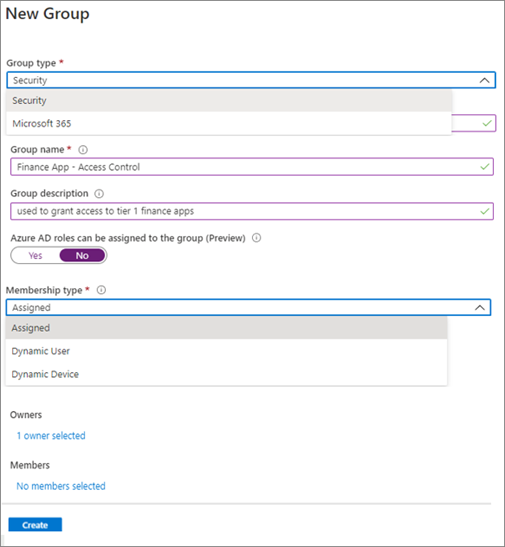 New Group
Group type *
Security
Security
Microsoft 365
Group name *
Finance App - Access Control
Group description
used to grant access to tier 1 finance apps
Azure AD roles can be assigned to the group (Preview)
Yes No
Membership type *
Assigned
Assigned
Dynamic User
Dynamic Device
Owners
1 owner selected
Members
No members selected
Create